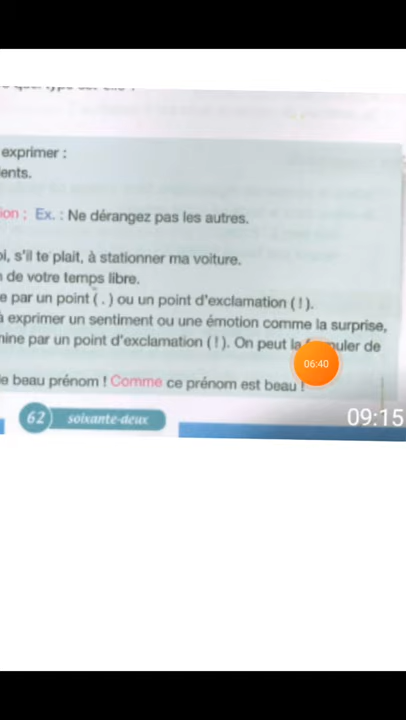 exprimer :
ents.
ion ; Ex. : Ne dérangez pas les autres.
oi, s'il te plait, à stationner ma voiture.
de votre temps libre.
e par un point ( . ) ou un point d'exclamation ( ! ).
à exprimer un sentiment ou une émotion comme la surprise,
mine par un point d'exclamation ( ! ). On peut la
uler de
06:40
le beau prénom ! Comme ce prénom est beau !
62 soixante-deux
09:15